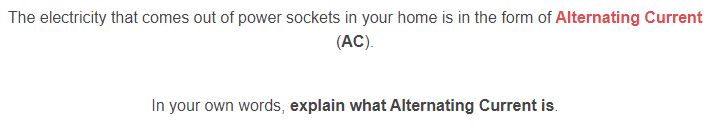 The electricity that comes out of power sockets in your home is in the form of Alternating Current
(AC).
In your own words, explain what Alternating Current is.